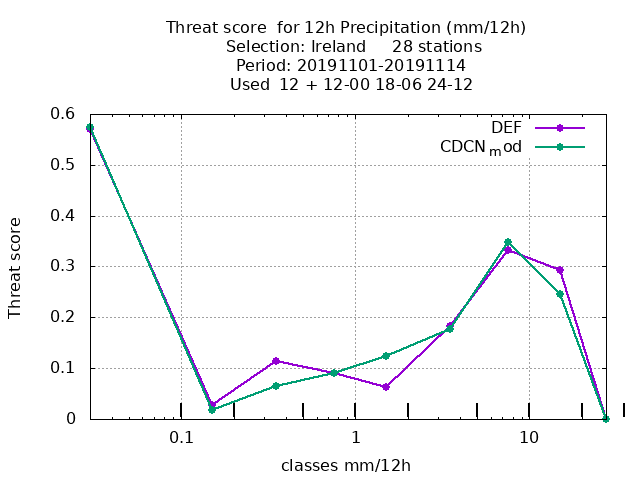 Threat score  for 12h Precipitation (mm/12h)
Selection: Ireland     28 stations
Period: 20191101-20191114
Used  12 + 12-00 18-06 24-12
DEF
CDCNmod
0.6
0.5
0.4
0.3
0.2
0.1
0
Threat score
0.1 1 10
classes mm/12h